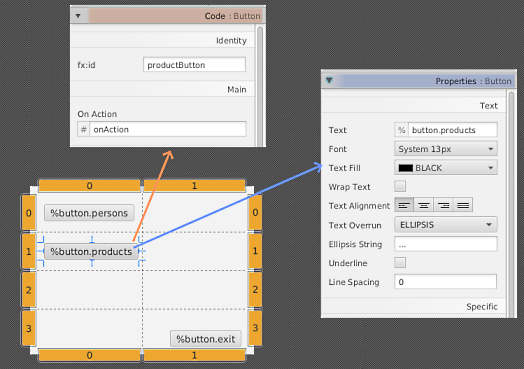 Code : Button
Identity
fx:id productButton
Main
On Action
# onAction
Properties : Button
Text
Text % button.products
Font System 13px
Text Fill BLACK
Wrap Text
Text Alignment
Text Overrun ELLIPSIS
Ellipsis String ...
Underline
Line Spacing 0
Specific
0 1
0 %button.persons 0
1 %button.products 1
2 2
3 %button.exit 3
0 1